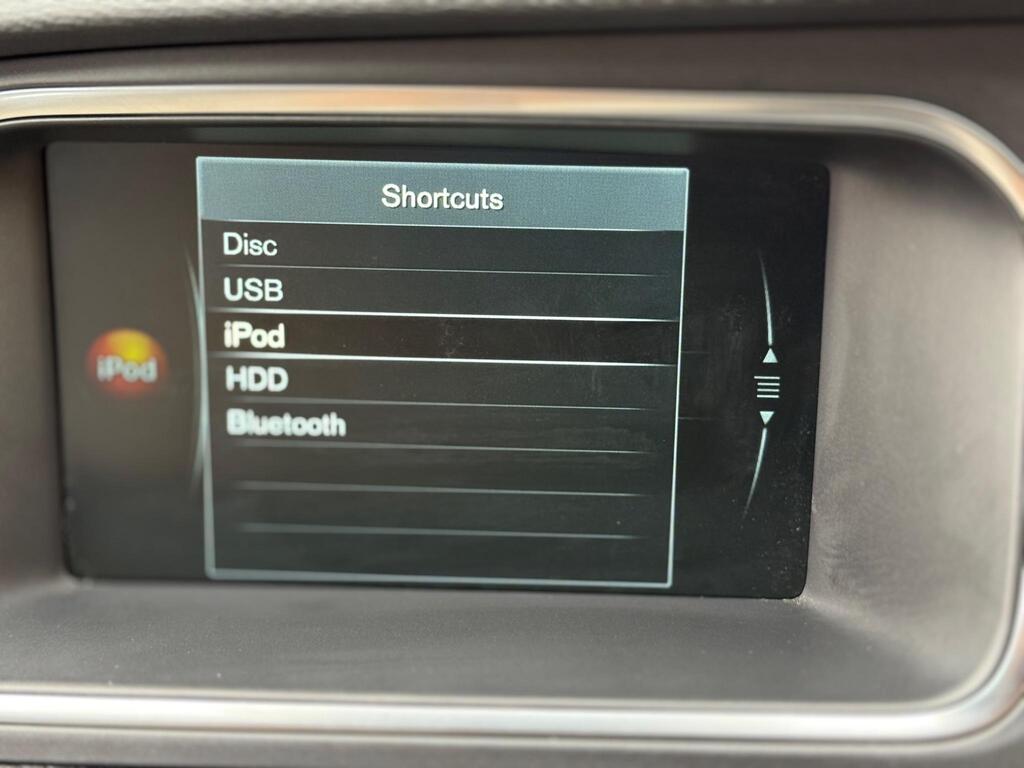 Shortcuts
Disc
USB
iPod
HDD
Bluetooth
iPod